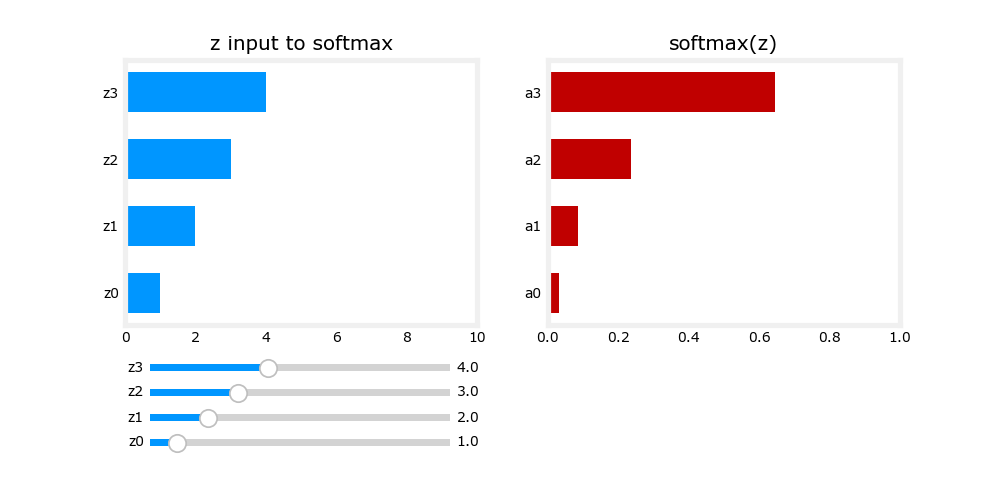 z input to softmax
z3
z2
z1
z0
0 2 4 6 8 10
z3 4.0
z2 3.0
z1 2.0
z0 1.0
softmax(z)
a3
a2
a1
a0
0.0 0.2 0.4 0.6 0.8 1.0